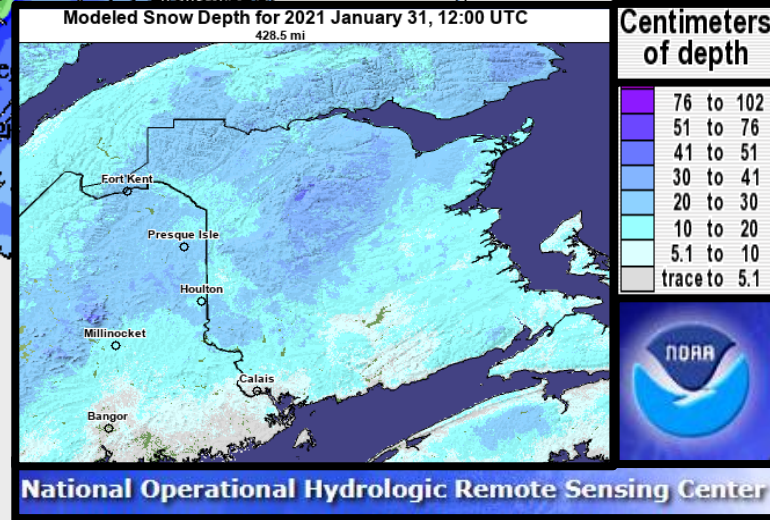 Modeled Snow Depth for 2021 January 31, 12:00 UTC
428.5 mi
Centimeters
of depth
76 to 102
51 to 76
41 to 51
30 to 41
20 to 30
10 to 20
5.1 to 10
trace to 5.1
Fort Kent
Presque Isle
Houlton
Millinocket
Calais
Bangor
NOAA
National Operational Hydrologic Remote Sensing Center